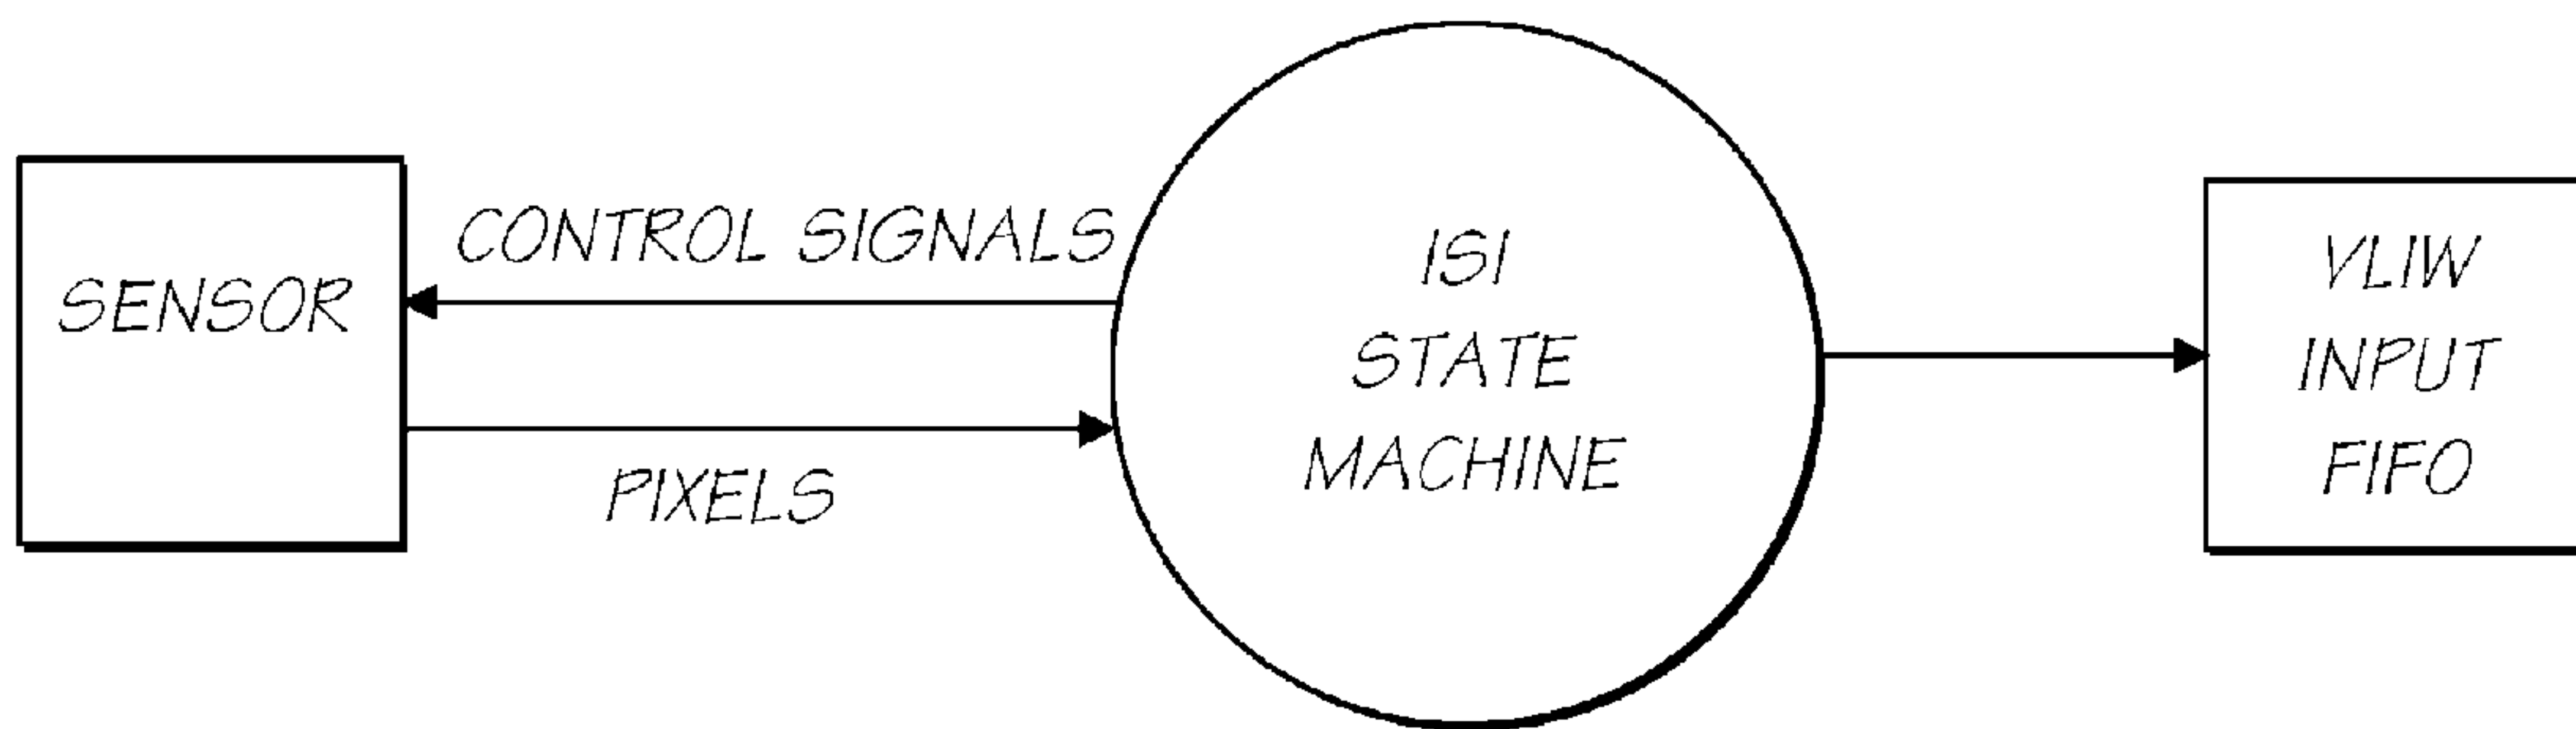 SENSOR
CONTROL SIGNALS
PIXELS
ISI
STATE
MACHINE
VLIW
INPUT
FIFO